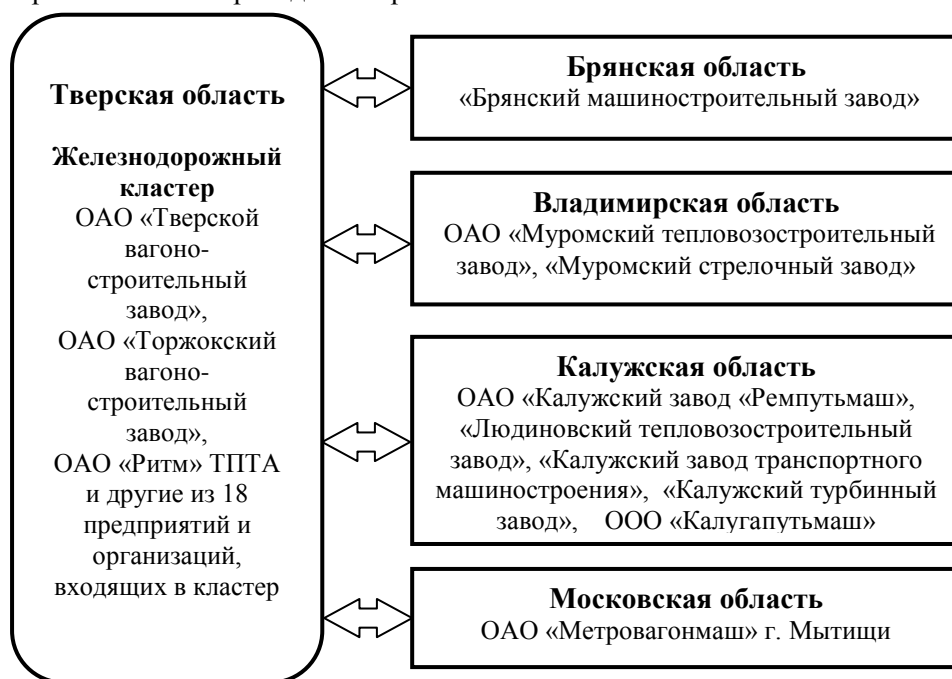 Тверская область
Железнодорожный
кластер
ОАО «Тверской
вагоно-
строительный
завод»,
ОАО «Торжокский
вагоно-
строительный
завод»,
ОАО «Ритм» ТПТА
и другие из 18
предприятий и
организаций,
входящих в кластер
Брянская область
«Брянский машиностроительный завод»
Владимирская область
ОАО «Муромский тепловозостроительный
завод», «Муромский стрелочный завод»
Калужская область
ОАО «Калужский завод «Ремпутьмаш»,
«Людиновский тепловозостроительный
завод», «Калужский завод транспортного
машиностроения», «Калужский турбинный
завод», ООО «Калугапутьмаш»
Московская область
ОАО «Метровагонмаш» г. Мытищи